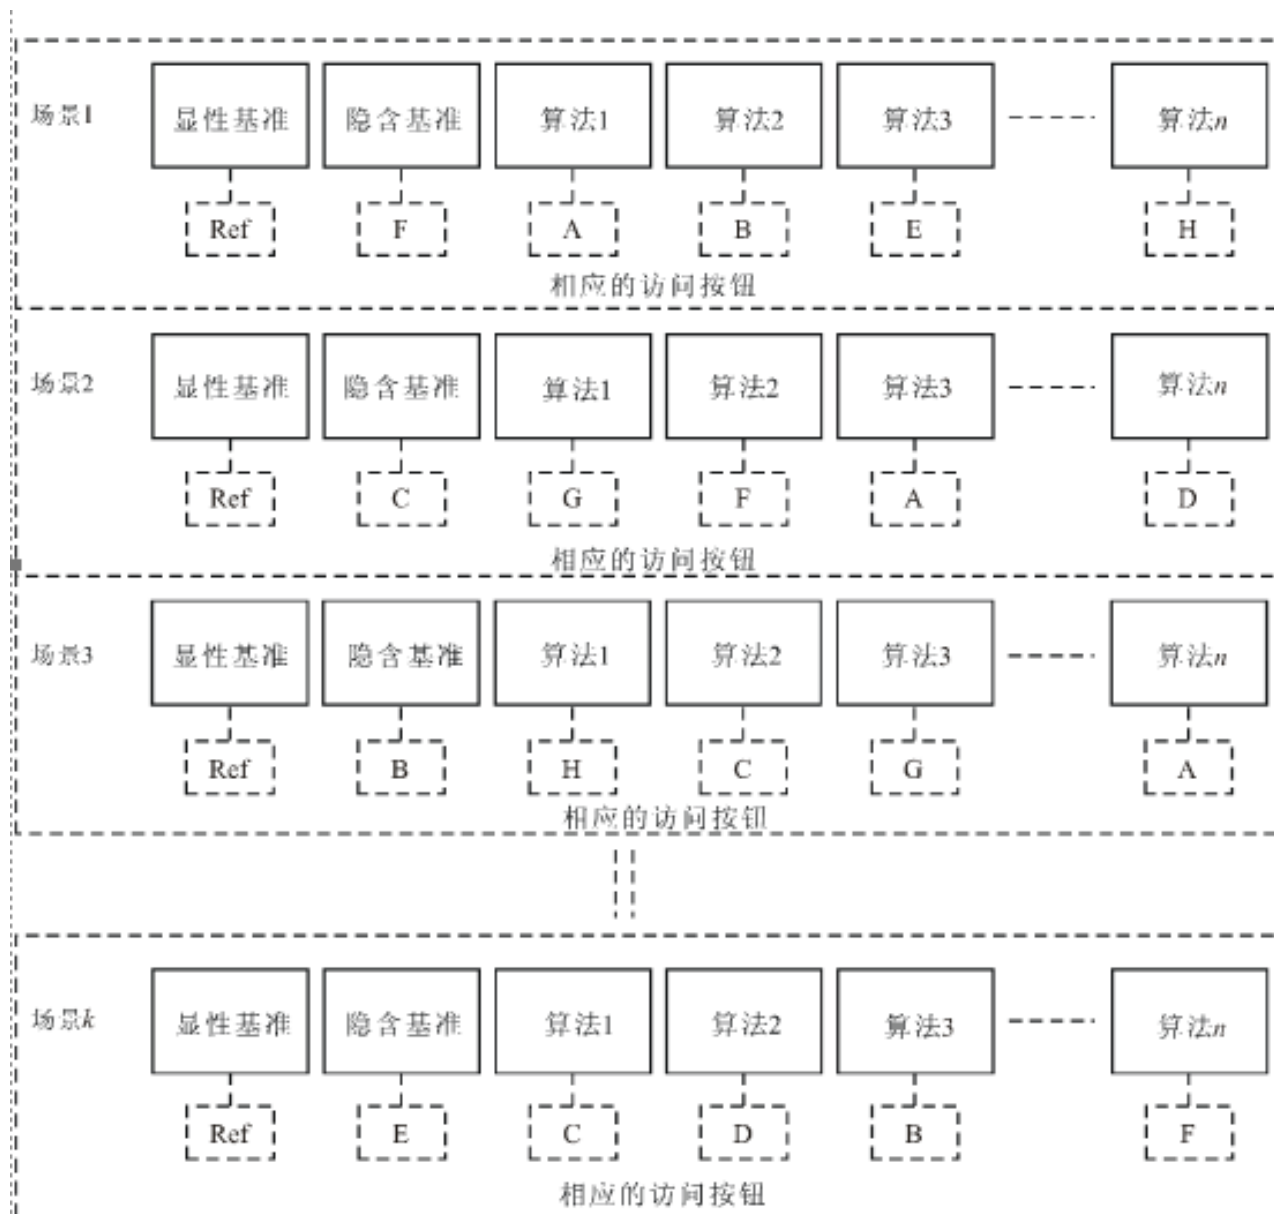 场景1 显性基准 隐含基准 算法1 算法2 算法3 算法n
Ref F A B E H
相应的访问按钮
场景2 显性基准 隐含基准 算法1 算法2 算法3 算法n
Ref C G F A D
相应的访问按钮
场景3 显性基准 隐含基准 算法1 算法2 算法3 算法n
Ref B H C G A
相应的访问按钮
场景k 显性基准 隐含基准 算法1 算法2 算法3 算法n
Ref E C D B F
相应的访问按钮